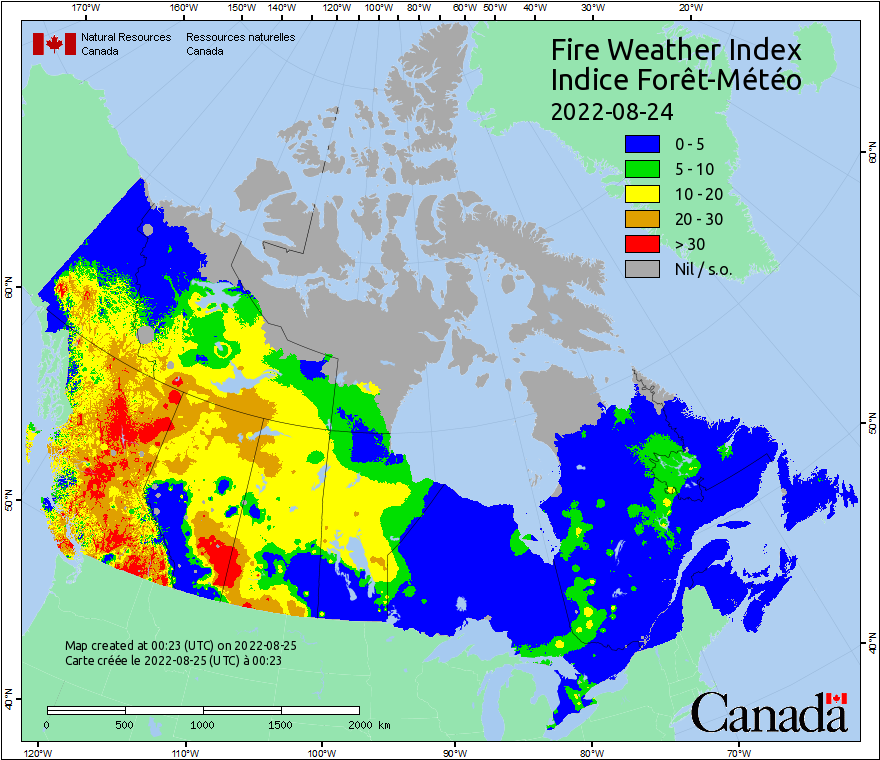 170°W 160°W 150°W 140°W 120°W 100°W 80°W 60°W 50°W 40°W 30°W 20°W
Natural Resources Ressources naturelles
Canada Canada
Fire Weather Index
Indice Forêt-Météo
2022-08-24
0 - 5
5 - 10
10 - 20
20 - 30
> 30
Nil / s.o.
60°N
50°N
40°N
60°N
50°N
40°N
Map created at 00:23 (UTC) on 2022-08-25
Carte créée le 2022-08-25 (UTC) à 00:23
0 500 1000 1500 2000 km
Canada
120°W 110°W 100°W 90°W 80°W 70°W